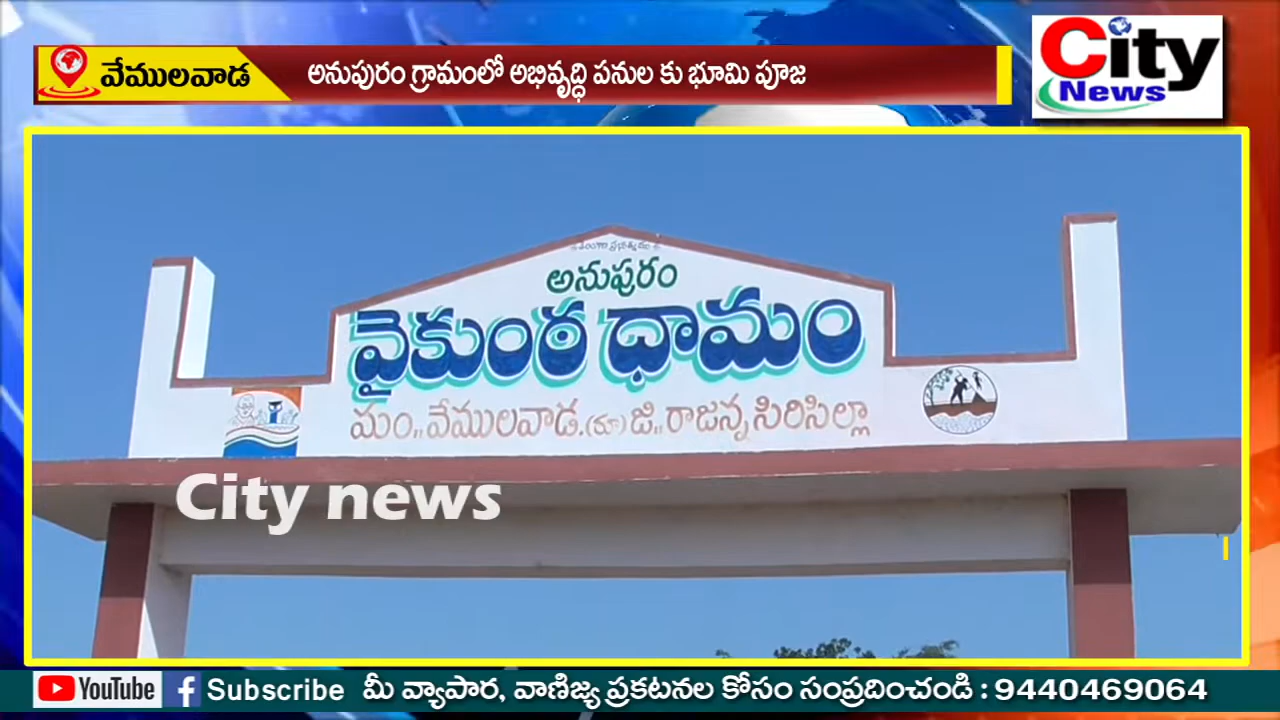 వేములవాడ
అనుపురం గ్రామంలో అభివృద్ధి పనుల కు భూమి పూజ
City
News
అనుపురం
వైకుంఠ ధామం
మం,,వేములవాడ.(రూ)జి,,రాజన్న సిరిసిల్లా
City news
YouTube f Subscribe మీ వ్యాపార, వాణిజ్య ప్రకటనల కోసం సంప్రదించండి : 9440469064